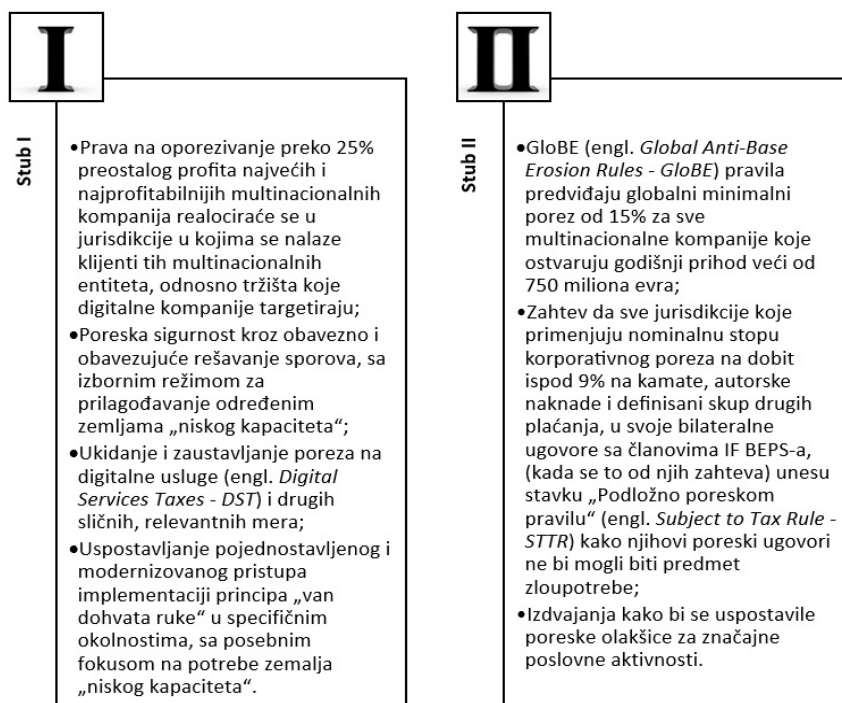 I
Stub I
•Prava na oporezivanje preko 25%
preostalog profita najvećih i
najprofitabilnijih multinacionalnih
kompanija realociraće se u
jurisdikcije u kojima se nalaze
klijenti tih multinacionalnih
entiteta, odnosno tržišta koje
digitalne kompanije targetiraju;
•Poreska sigurnost kroz obavezno i
obavezujuće rešavanje sporova, sa
izbornim režimom za
prilagođavanje određenim
zemljama „niskog kapaciteta“;
•Ukidanje i zaustavljanje poreza na
digitalne usluge (engl. Digital
Services Taxes - DST) i drugih
sličnih, relevantnih mera;
•Uspostavljanje pojednostavljenog i
modernizovanog pristupa
implementaciji principa „van
dohvata ruke“ u specifičnim
okolnostima, sa posebnim
fokusom na potrebe zemalja
„niskog kapaciteta“.
II
Stub II
•GloBE (engl. Global Anti-Base
Erosion Rules - GloBE) pravila
predviđaju globalni minimalni
porez od 15% za sve
multinacionalne kompanije koje
ostvaruju godišnji prihod veći od
750 miliona evra;
•Zahtev da sve jurisdikcije koje
primenjuju nominalnu stopu
korporativnog poreza na dobit
ispod 9% na kamate, autorske
naknade i definisani skup drugih
plaćanja, u svoje bilateralne
ugovore sa članovima IF BEPS-a,
(kada se to od njih zahteva) unesu
stavku „Podložno poreskom
pravilu“ (engl. Subject to Tax Rule -
STTR) kako njihovi poreski ugovori
ne bi mogli biti predmet
zloupotrebe;
•Izdvajanja kako bi se uspostavile
poreske olakšice za značajne
poslovne aktivnosti.